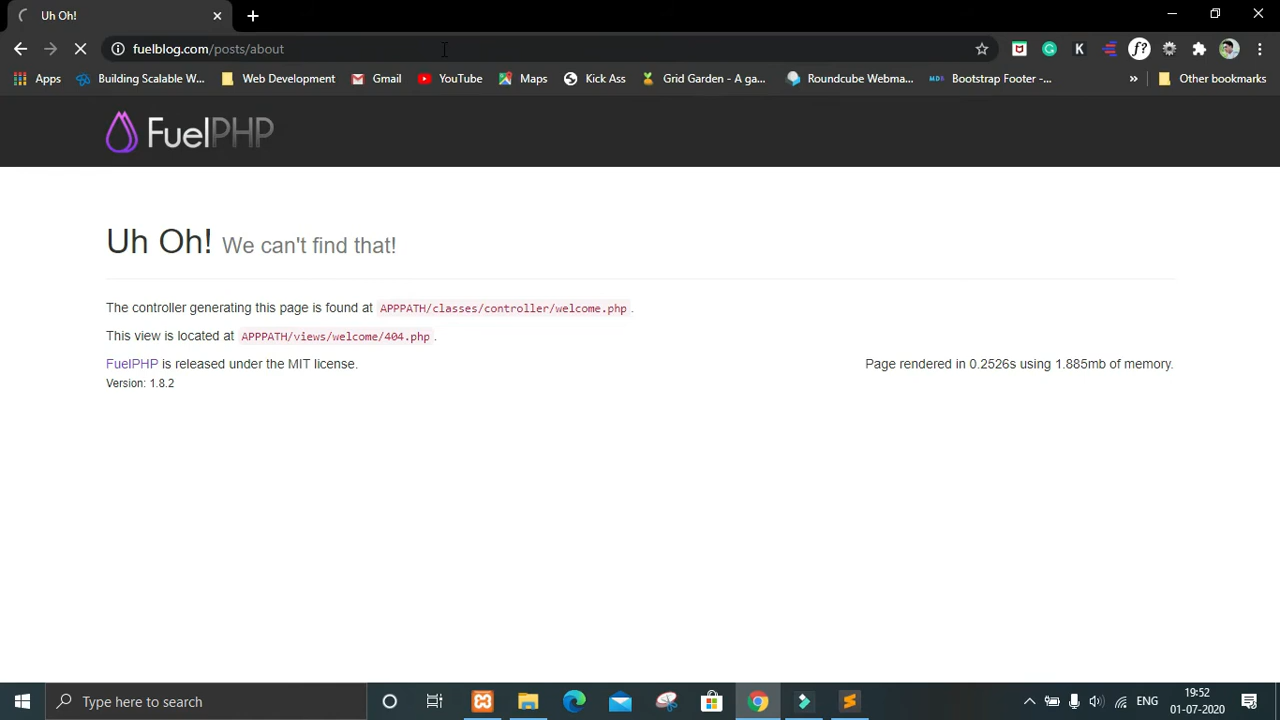 Uh Oh!
fuelblog.com/posts/about
Apps Building Scalable W... Web Development Gmail YouTube Maps Kick Ass Grid Garden - A ga... Roundcube Webma... Bootstrap Footer -... » Other bookmarks
FuelPHP
Uh Oh! We can't find that!
The controller generating this page is found at APPPATH/classes/controller/welcome.php .
This view is located at APPPATH/views/welcome/404.php .
FuelPHP is released under the MIT license. Page rendered in 0.2526s using 1.885mb of memory.
Version: 1.8.2
Type here to search
ENG
19:52
01-07-2020